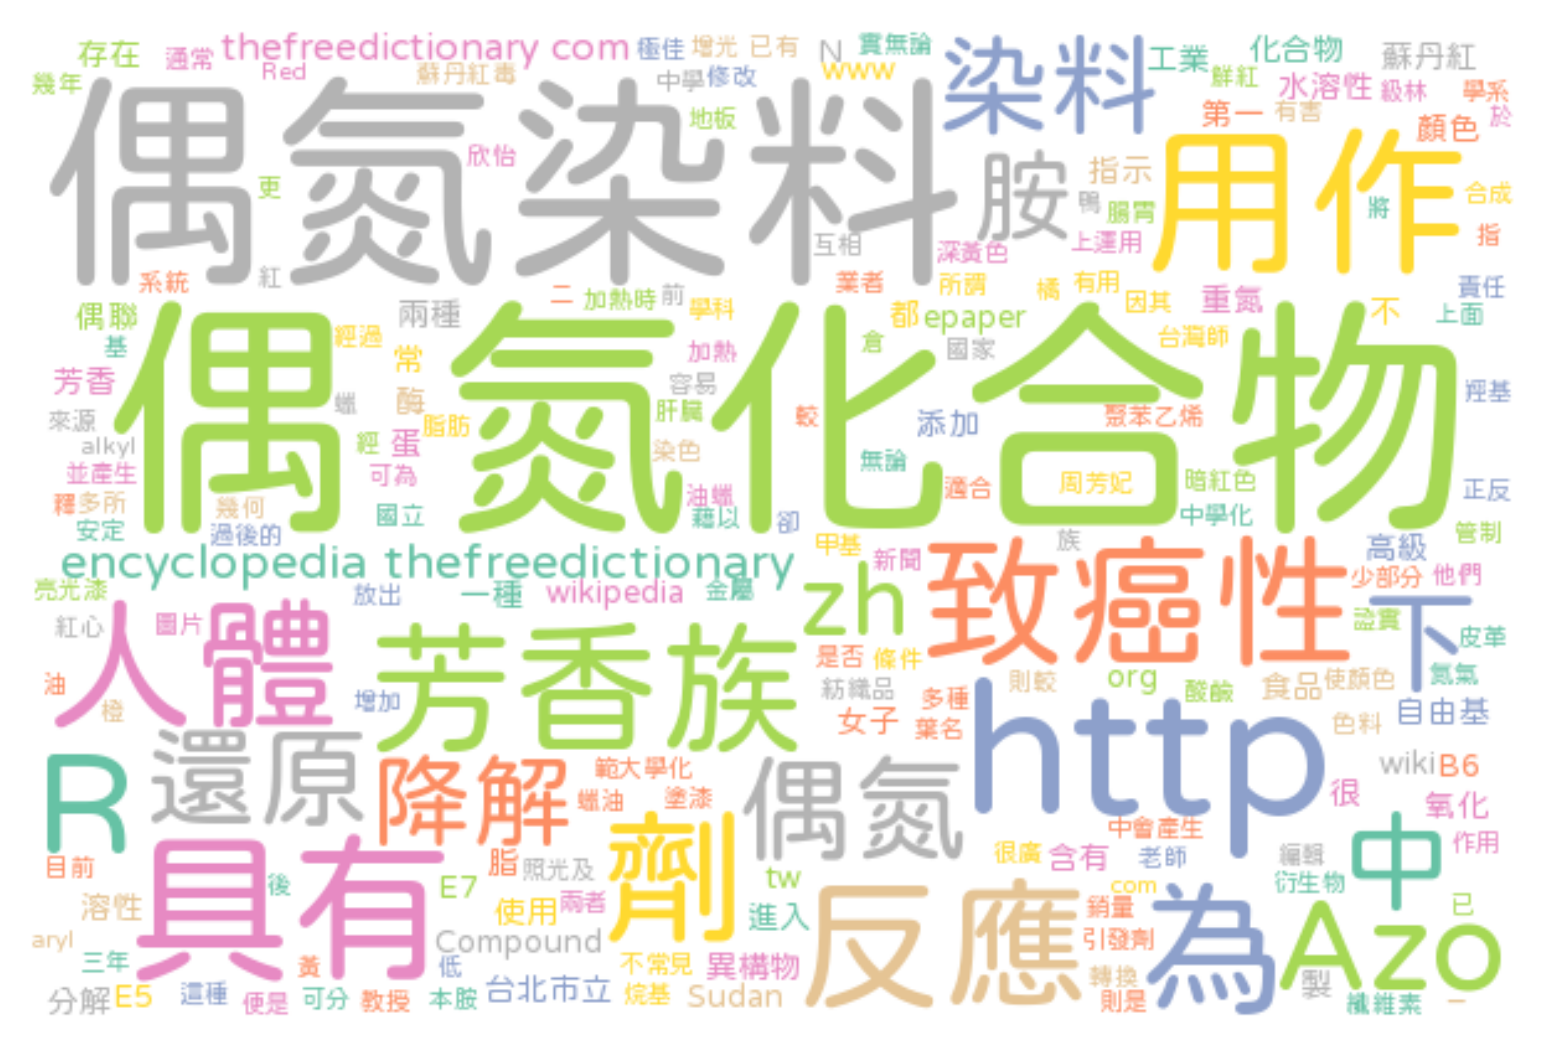 存在 通常 thefreedictionary com 極佳 增光 已有 N 實無論 染料 工業 化合物 蘇丹紅
幾年 Red 蘇丹紅毒 中學 修改 www 鮮紅 水溶性 級林 學系
偶氮染料 地板 第一 有害 顏色 於
欣怡 胺 指示 用作
更 鴨 腸胃 將 合成
互相 深黃色 上運用 指
系統 紅 二 加熱時 前 業者 所謂 橘 有用 因其 重氮 責任
偶聯 兩種 學科 都 epaper 不 上面
基 經過 倉 國家 台灣師
偶 氮化合物
芳香 常 加熱 容易 羥基
來源 蠟 酶 脂肪 肝臟 較 添加 聚苯乙烯
alkyl 經 蛋 染色 無論
並產生 可為 油蠟 適合 周芳妃 暗紅色 正反
釋 多所 幾何 藉以 卻 中學化
安定 過後的 國立 甲基 族 高級 管制
encyclopedia thefreedictionary 新聞 致癌性 少部分 他們
亮光漆 放出 一種 wikipedia 金屬 zh 下
紅心 圖片 人體 芳香族 是否 條件 皮革
油 橙 增加 紡織品 多種 則較 org 酸鹼 食品 使顏色 氮氣
女子 葉名 http 色料 自由基
R 還原 降解 範大學化 偶氮 wiki B6
蠟油 塗漆 很 氧化
劑 中會產生 中 作用
目前 具有 後 脂 照光及 很廣 含有 老師 編輯
溶性 E7 tw com 衍生物
使用 兩者 進入 反應 銷量 為 Azo 已
aryl 三年 黃 低 Compound 不常見 異構物 引發劑
分解 E5 這種 便是 可分 教授 本胺 台北市立 烷基 Sudan 轉換 則是 製 纖維素 一